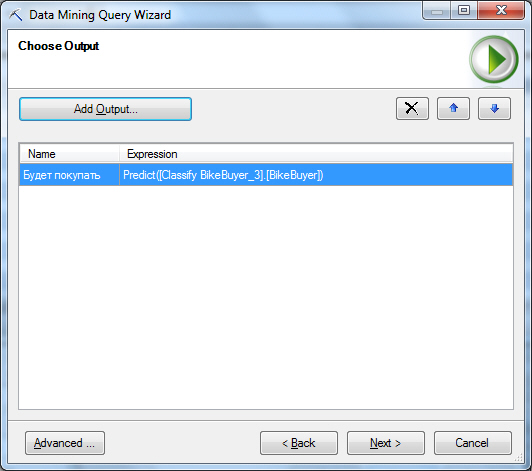 Data Mining Query Wizard
Choose Output
Add Output...
Name Expression
Будет покупать Predict([Classify BikeBuyer_3].[BikeBuyer])
Advanced ... < Back Next > Cancel